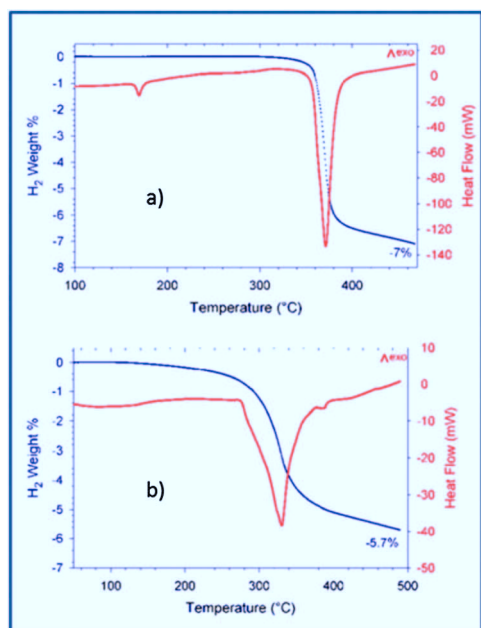 Λexo
0
-1
-2
-3
-4
-5
-6
-7
-8
20
0
-20
-40
-60
-80
-100
-120
-140
H2 Weight %
Heat Flow (mW)
a)
-7%
100 200 300 400
Temperature (°C)
Λexo
0
-1
-2
-3
-4
-5
-6
-7
10
0
-10
-20
-30
-40
-50
H2 Weight %
Heat Flow (mW)
b)
-5.7%
100 200 300 400 500
Temperature (°C)